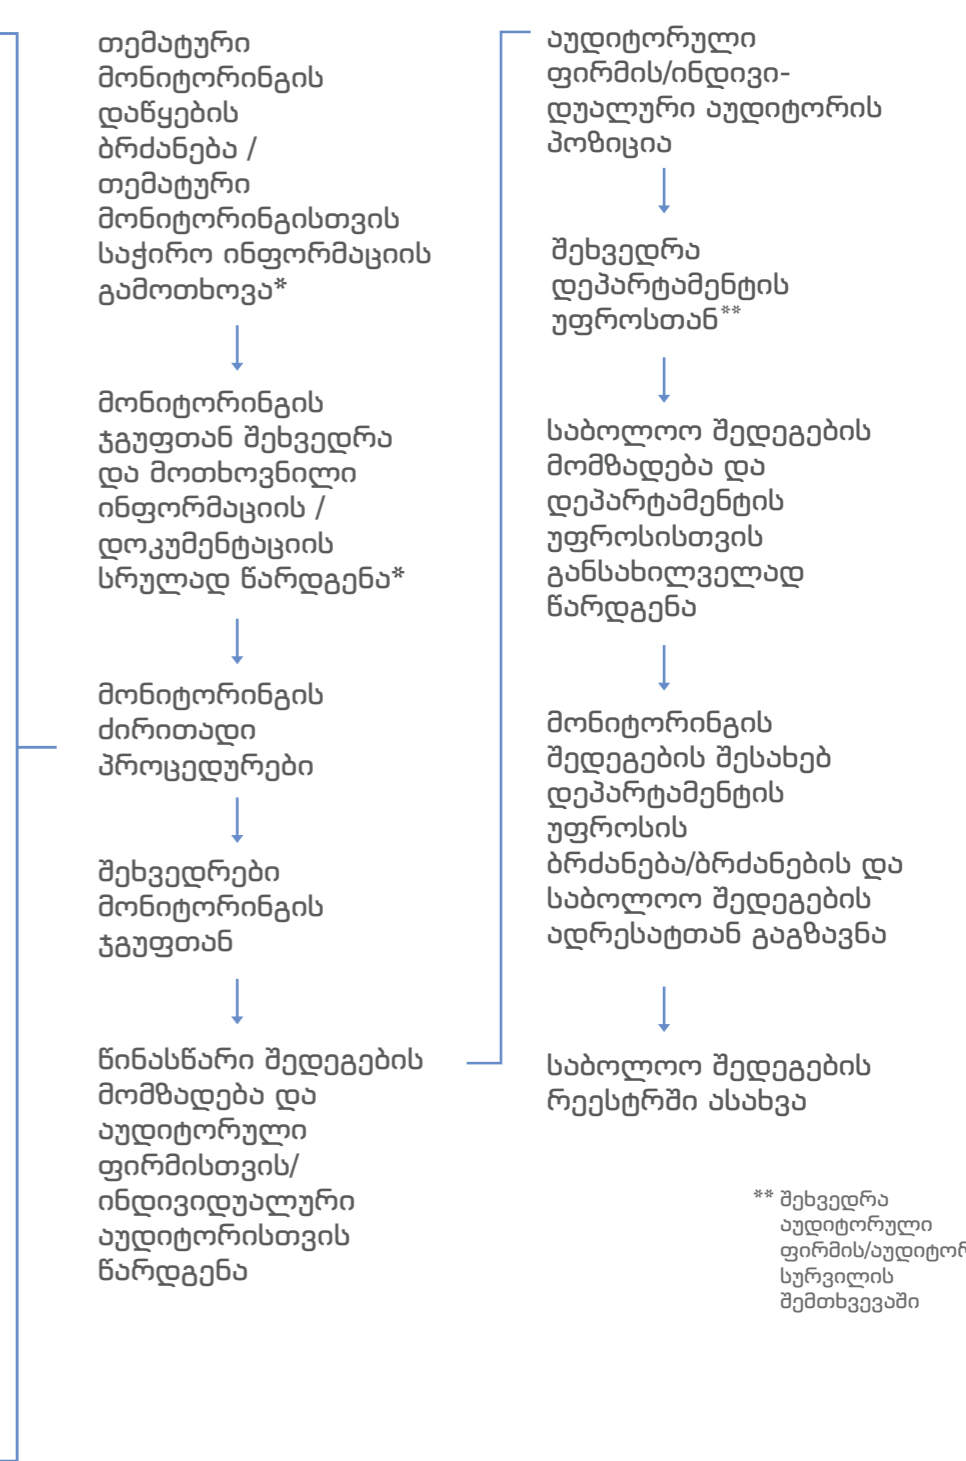 თემატური
მონიტორინგის
დაწყების
ბრძანება /
თემატური
მონიტორინგისთვის
საჭირო ინფორმაციის
გამოთხოვა*
მონიტორინგის
ჯგუფთან შეხვედრა
და მოთხოვნილი
ინფორმაციის /
დოკუმენტაციის
სრულად წარდგენა*
მონიტორინგის
ძირითადი
პროცედურები
შეხვედრები
მონიტორინგის
ჯგუფთან
წინასწარი შედეგების
მომზადება და
აუდიტორული
ფირმისთვის/
ინდივიდუალური
აუდიტორისთვის
წარდგენა
აუდიტორული
ფირმის/ინდივი-
დუალური აუდიტორის
პოზიცია
შეხვედრა
დეპარტამენტის
უფროსთან**
საბოლოო შედეგების
მომზადება და
დეპარტამენტის
უფროსისთვის
განსახილველად
წარდგენა
მონიტორინგის
შედეგების შესახებ
დეპარტამენტის
უფროსის
ბრძანება/ბრძანების და
საბოლოო შედეგების
ადრესატთან გაგზავნა
საბოლოო შედეგების
რეესტრში ასახვა
** შეხვედრა
აუდიტორული
ფირმის/აუდიტორ
სურვილის
შემთხვევაში